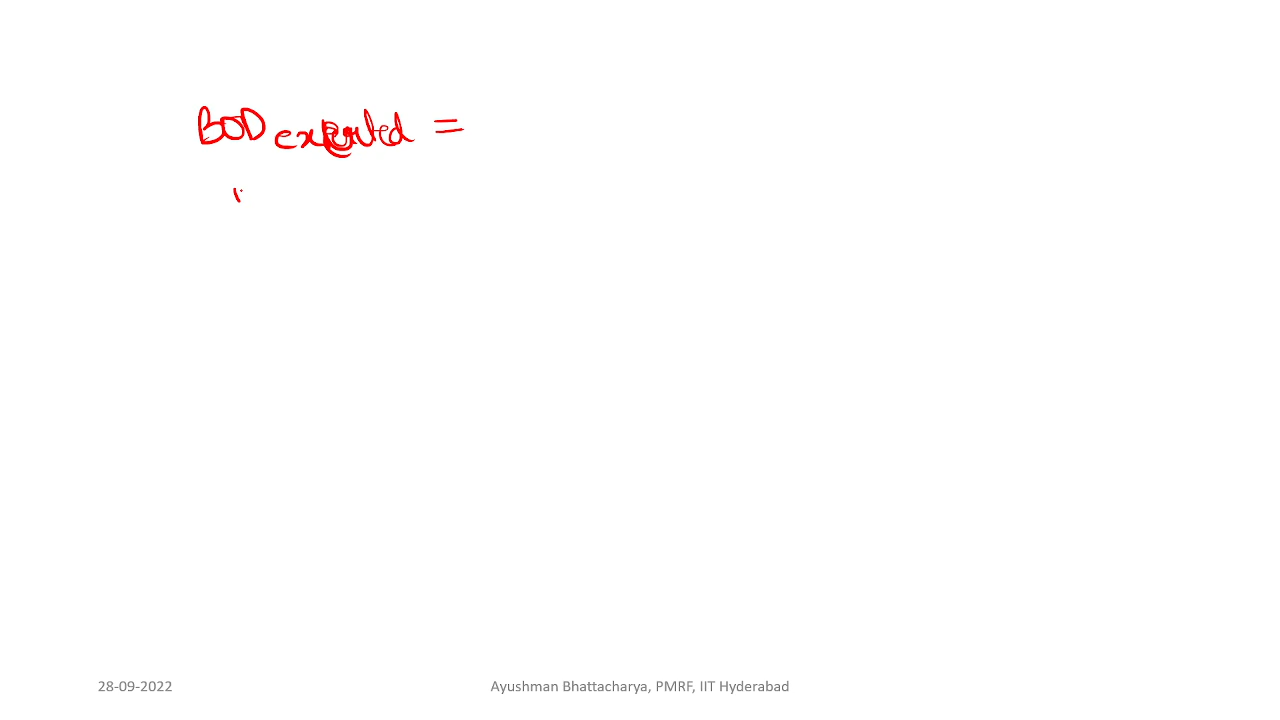 BOD exerted =
28-09-2022
Ayushman Bhattacharya, PMRF, IIT Hyderabad